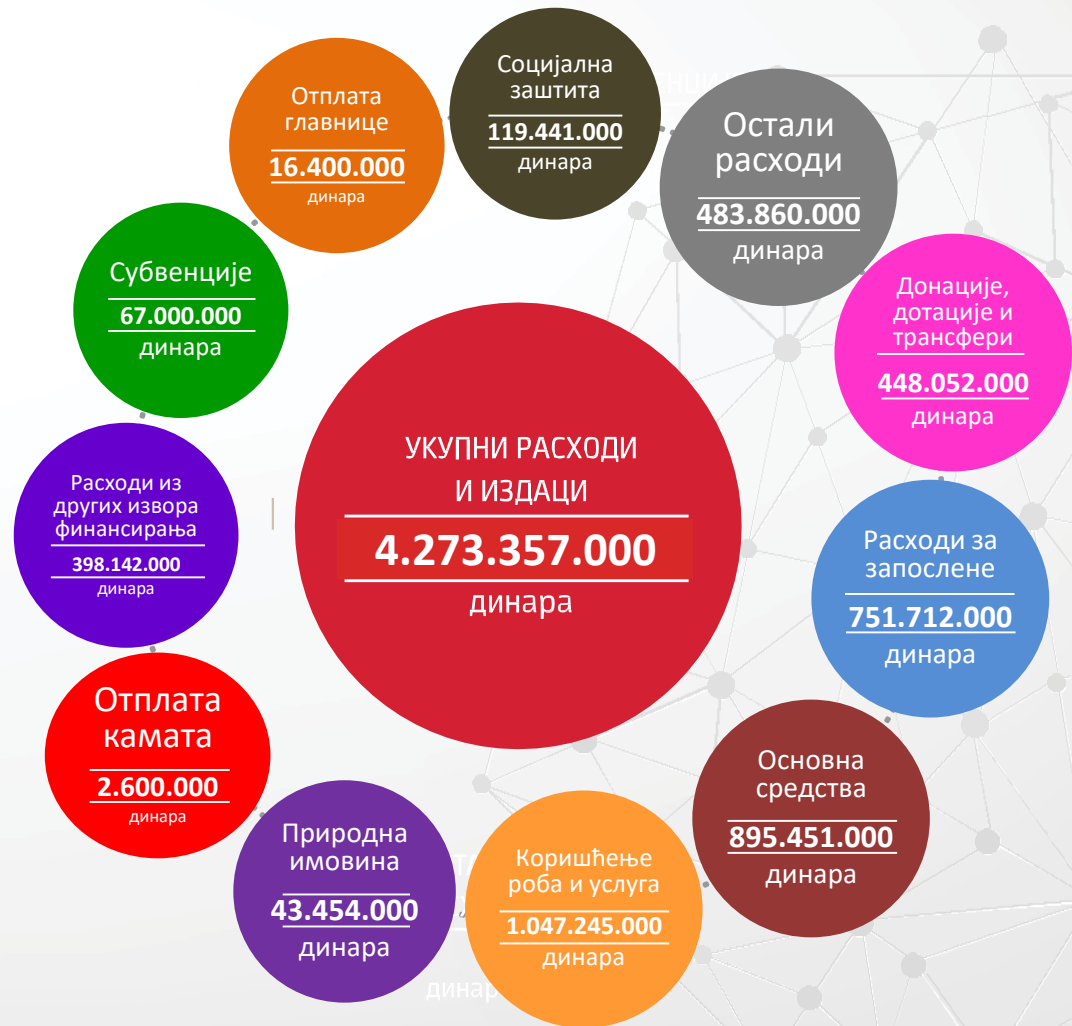 УКУПНИ РАСХОДИ
И ИЗДАЦИ
4.273.357.000
динара
Социјална
заштита
119.441.000
динара
Остали
расходи
483.860.000
динара
Донације,
дотације и
трансфери
448.052.000
динара
Расходи за
запослене
751.712.000
динара
Основна
средства
895.451.000
динара
Коришћење
роба и услуга
1.047.245.000
динара
Природна
имовина
43.454.000
динара
Отплата
камата
2.600.000
динара
Расходи из
других извора
финансирања
398.142.000
динара
Субвенције
67.000.000
динара
Отплата
главнице
16.400.000
динара